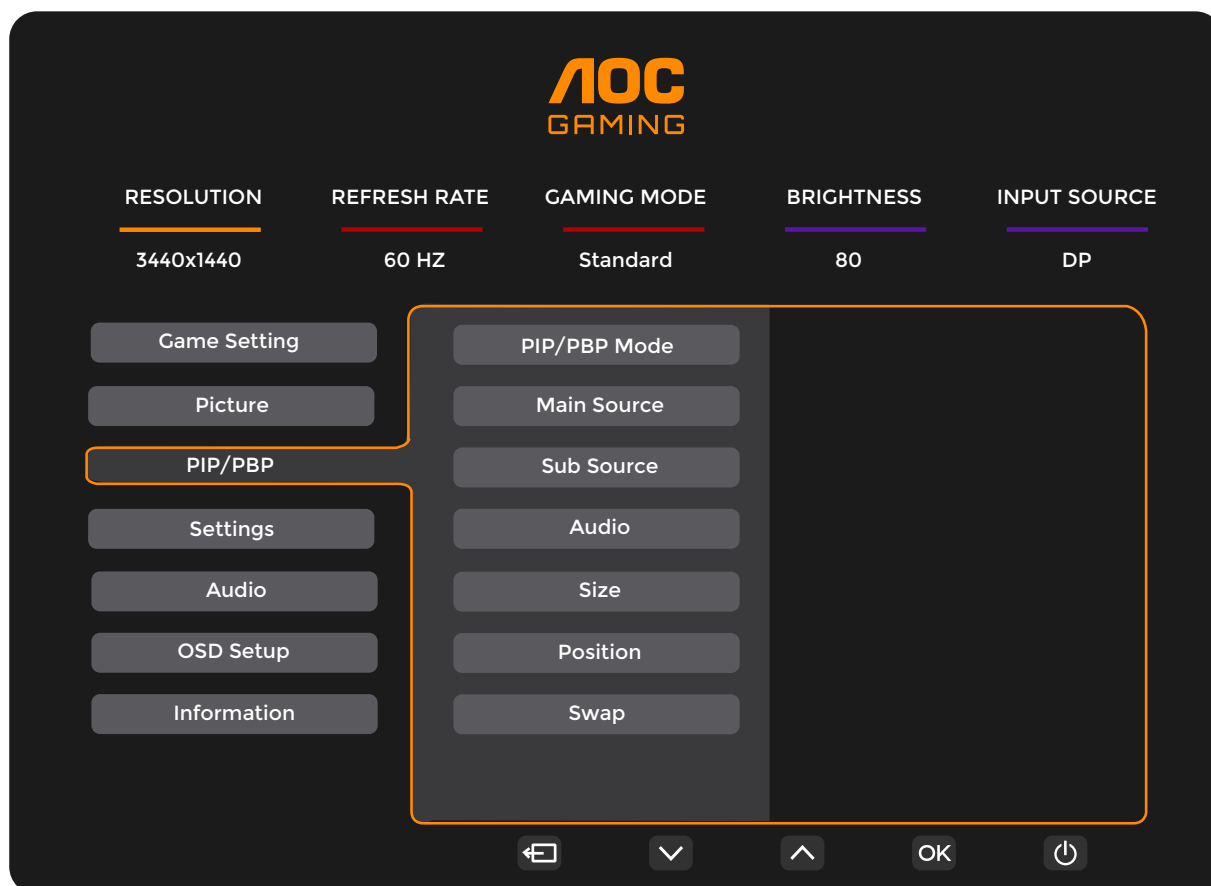 AOC
GAMING
RESOLUTION REFRESH RATE GAMING MODE BRIGHTNESS INPUT SOURCE
3440x1440 60 HZ Standard 80 DP
Game Setting
Picture
PIP/PBP
Settings
Audio
OSD Setup
Information
PIP/PBP Mode
Main Source
Sub Source
Audio
Size
Position
Swap
OK